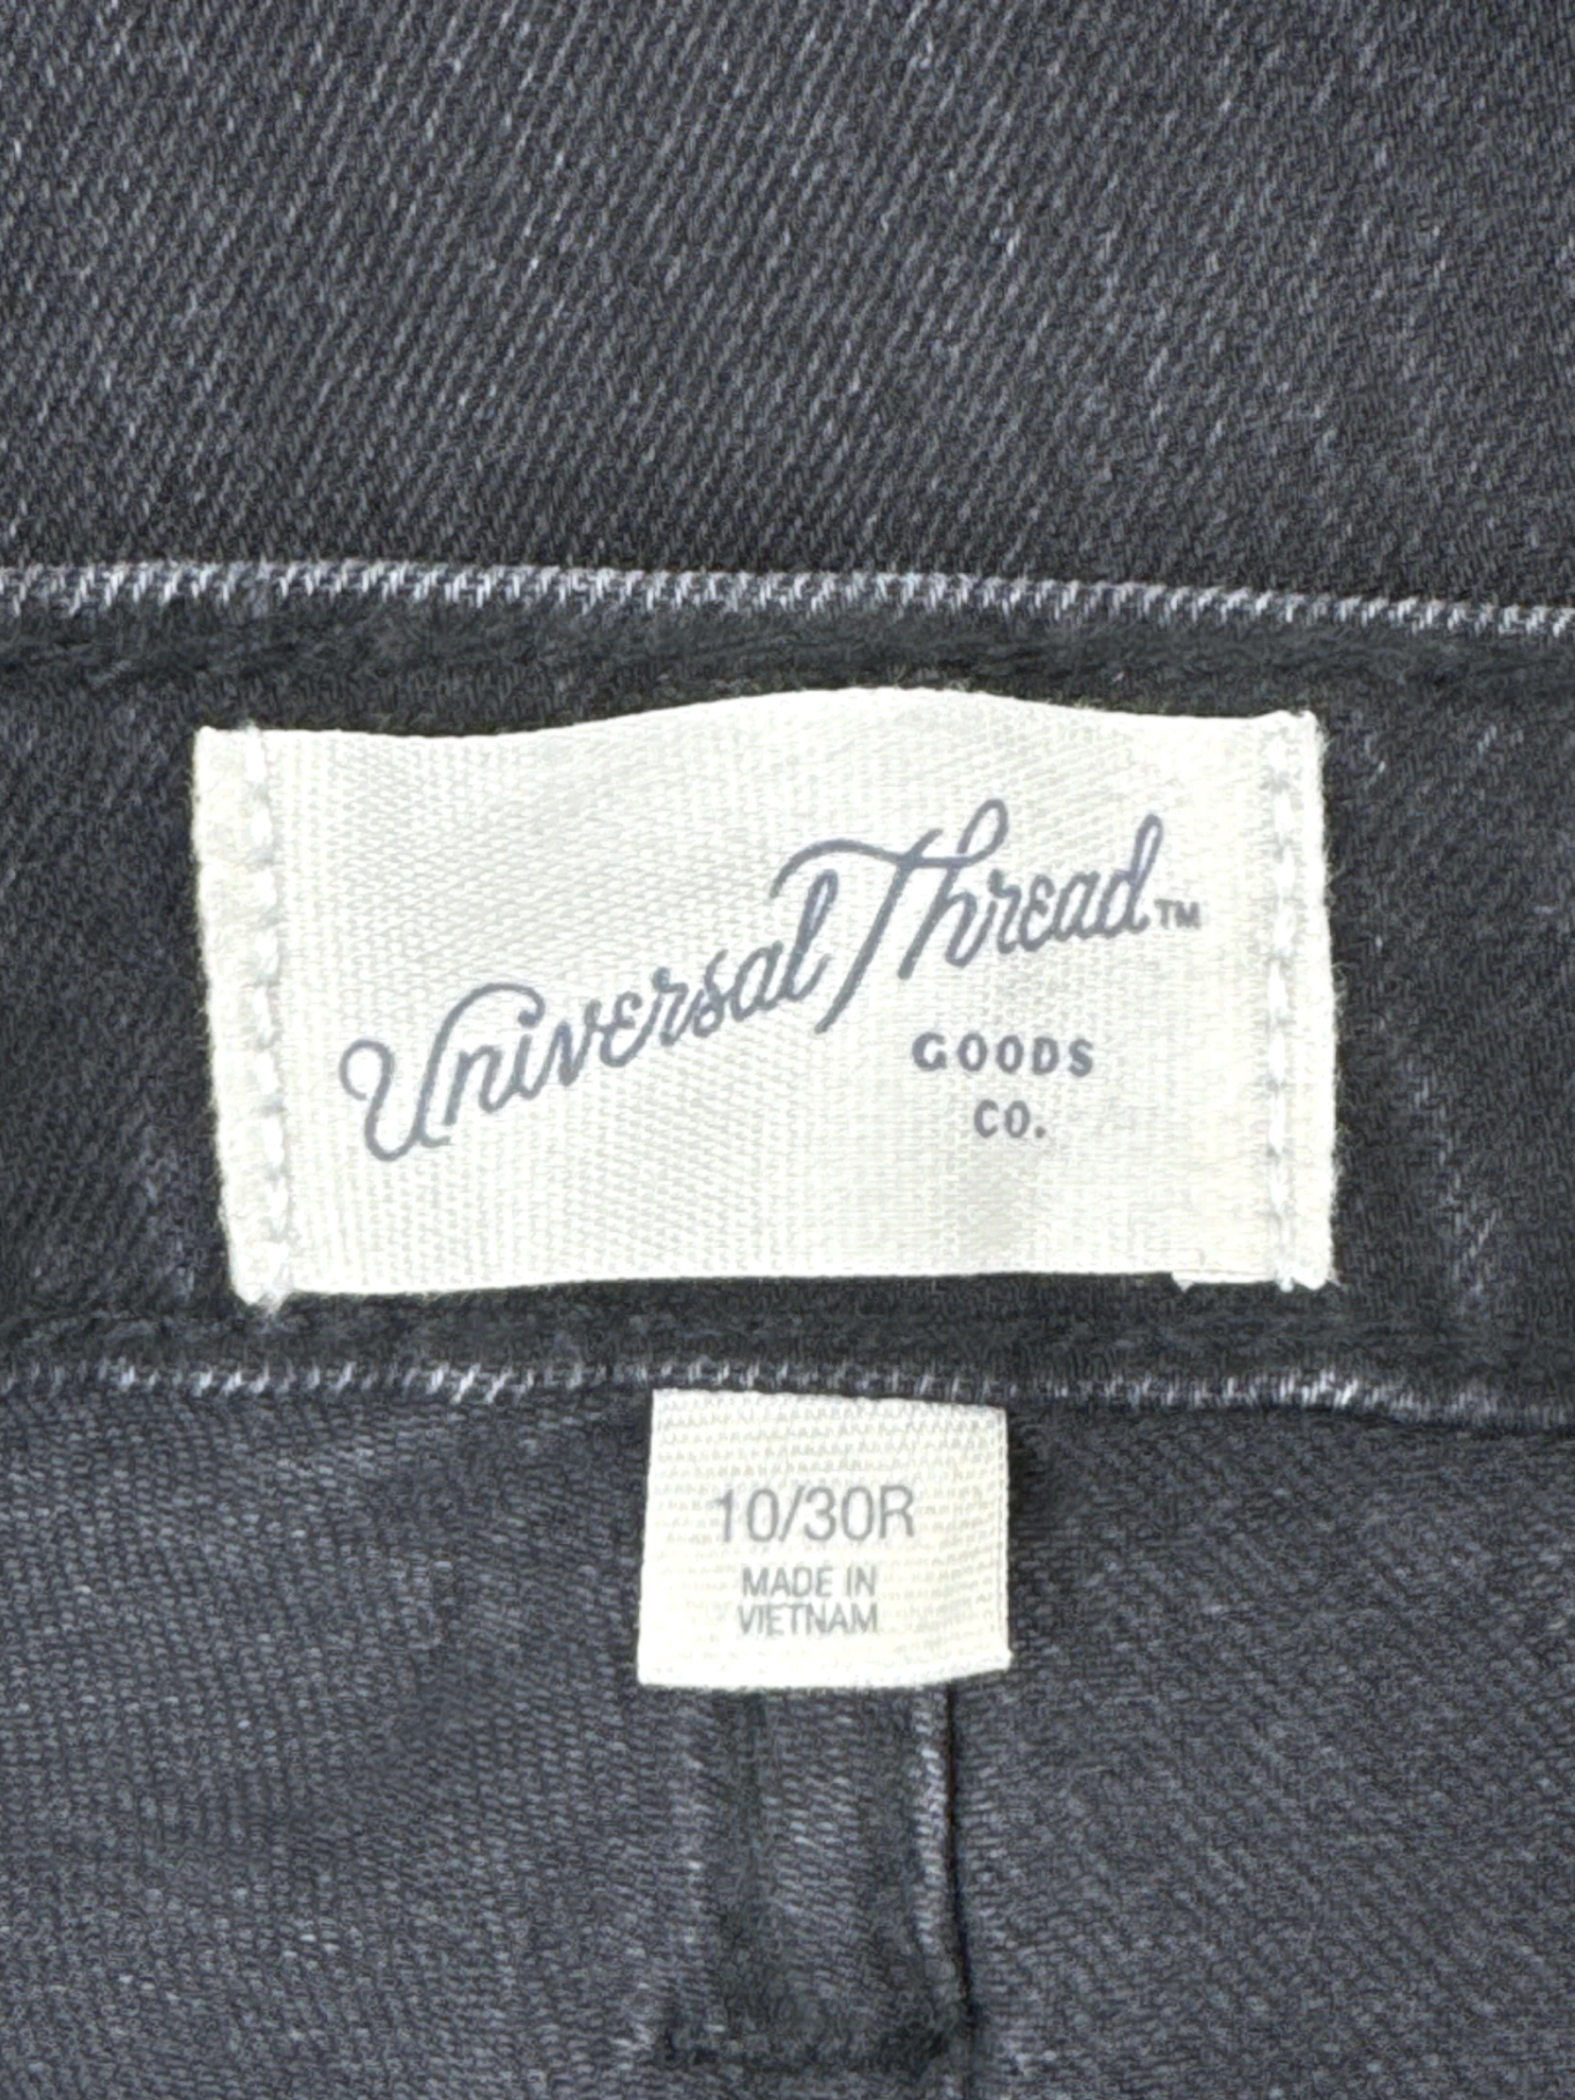 Universal Thread™
GOODS
CO.
10/30R
MADE IN
VIETNAM